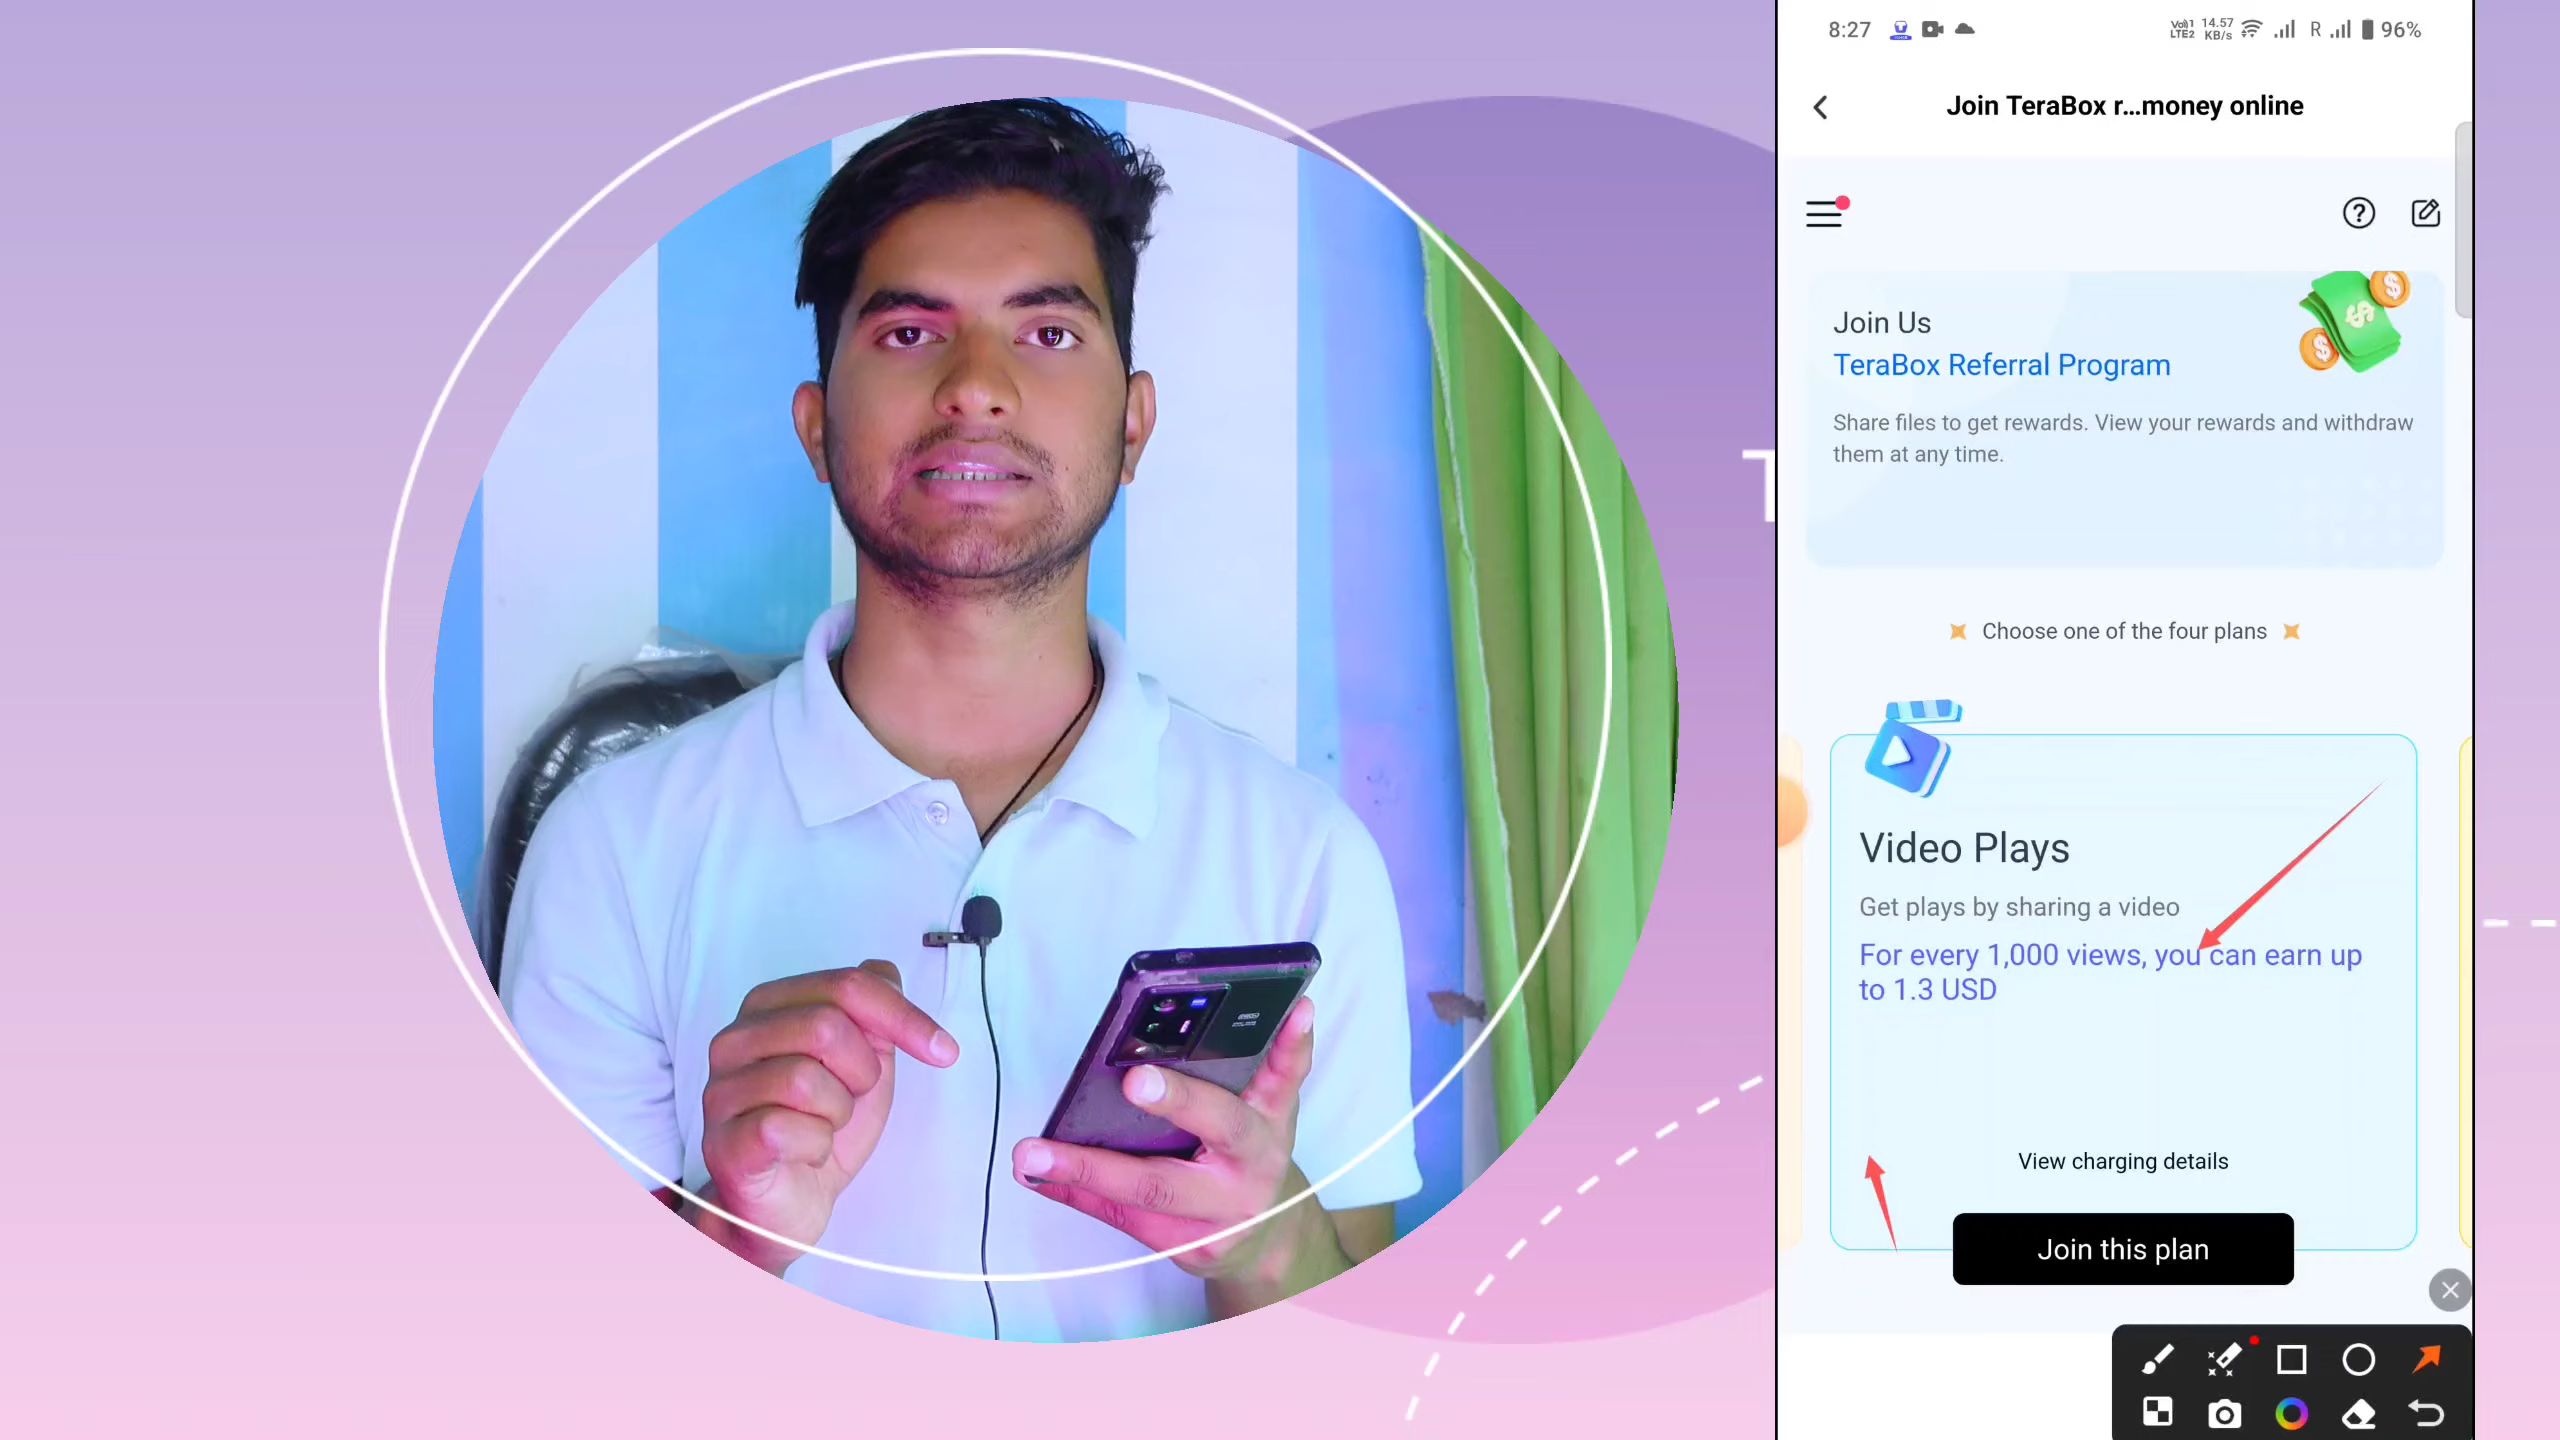 8:27
Vo))1 LTE2 14.57 KB/s R 96%
Join TeraBox r...money online
Join Us
TeraBox Referral Program
Share files to get rewards. View your rewards and withdraw
them at any time.
Choose one of the four plans
Video Plays
Get plays by sharing a video
For every 1,000 views, you can earn up
to 1.3 USD
View charging details
Join this plan